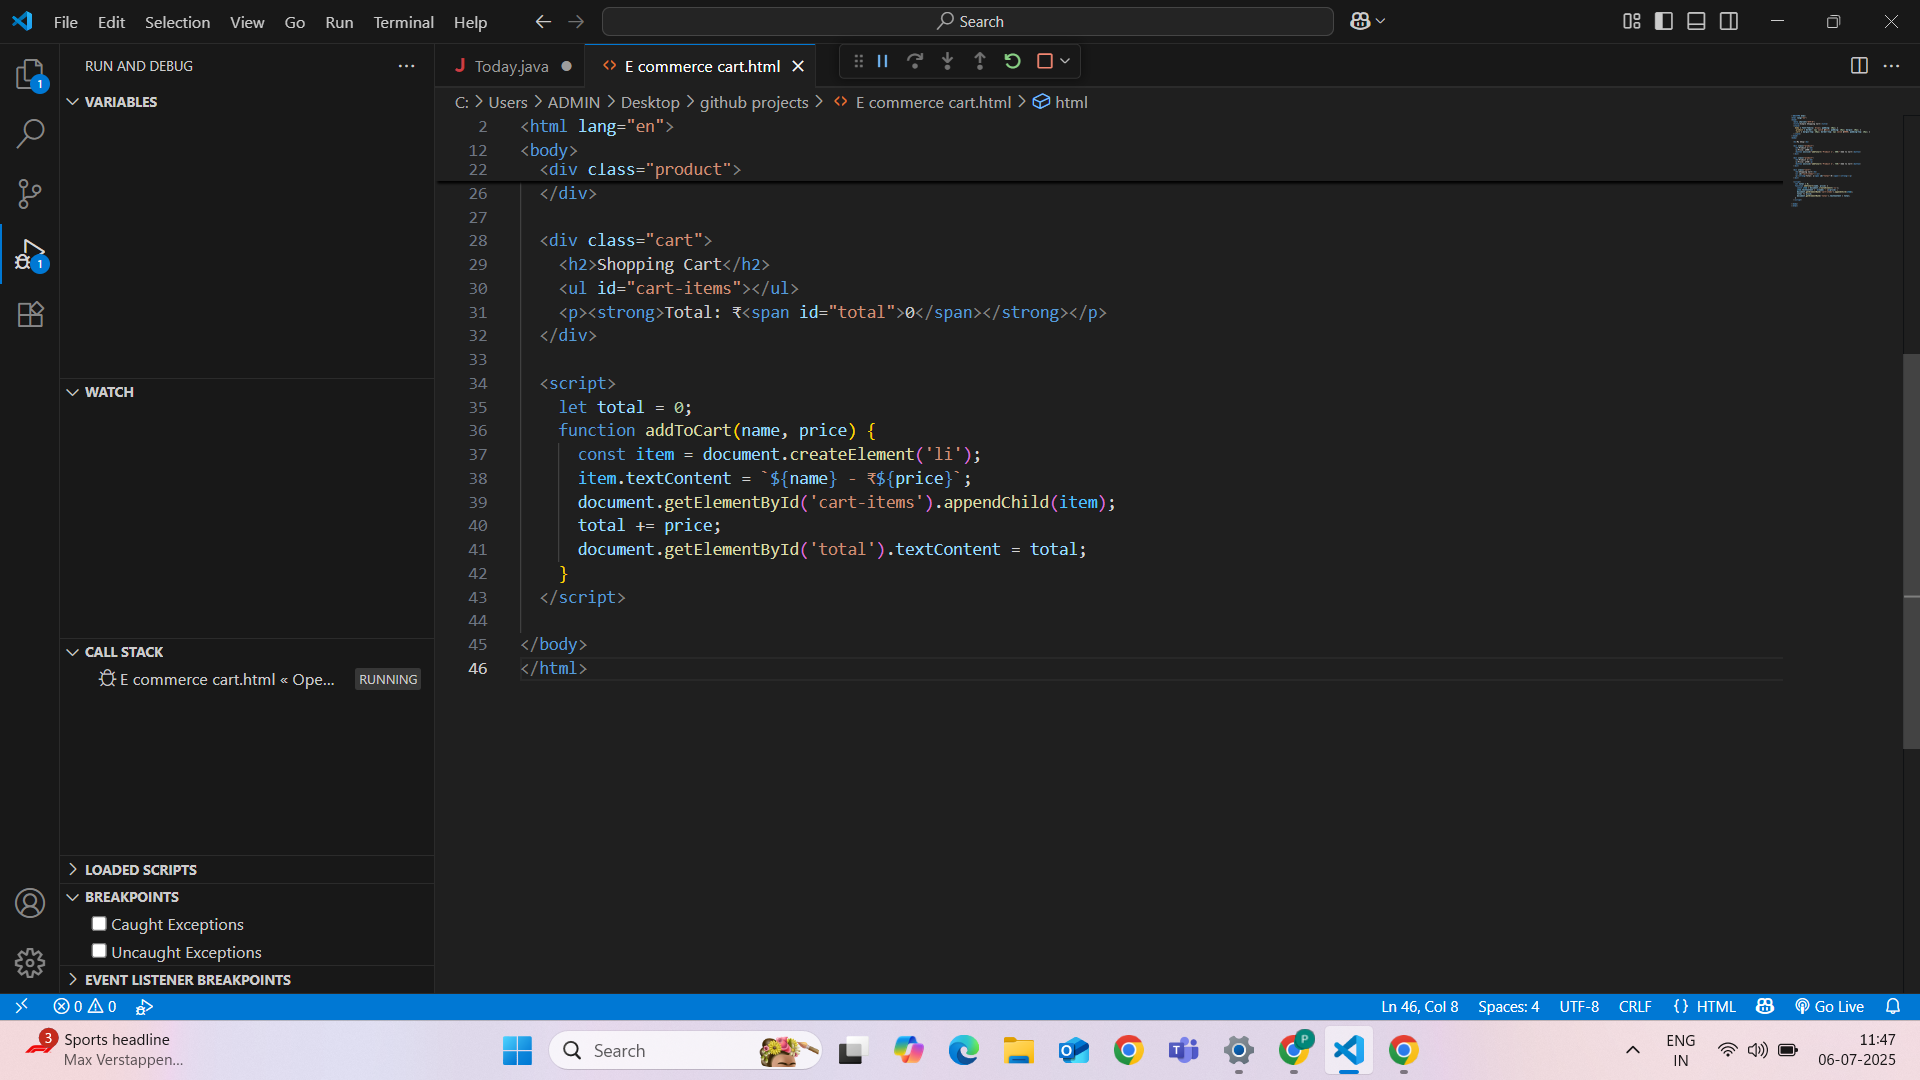 File Edit Selection View Go Run Terminal Help
Search
RUN AND DEBUG
1
VARIABLES
WATCH
CALL STACK
E commerce cart.html « Ope... RUNNING
LOADED SCRIPTS
BREAKPOINTS
Caught Exceptions
Uncaught Exceptions
EVENT LISTENER BREAKPOINTS
1
J Today.java
E commerce cart.html
C: > Users > ADMIN > Desktop > github projects > E commerce cart.html > html
2 <html lang="en">
12 <body>
22 <div class="product">
26 </div>
27
28 <div class="cart">
29 <h2>Shopping Cart</h2>
30 <ul id="cart-items"></ul>
31 <p><strong>Total: ₹<span id="total">0</span></strong></p>
32 </div>
33
34 <script>
35 let total = 0;
36 function addToCart(name, price) {
37 const item = document.createElement('li');
38 item.textContent = `${name} - ₹${price}`;
39 document.getElementById('cart-items').appendChild(item);
40 total += price;
41 document.getElementById('total').textContent = total;
42 }
43 </script>
44
45 </body>
46 </html>
0 0
Ln 46, Col 8 Spaces: 4 UTF-8 CRLF {} HTML Go Live
3
Sports headline
Max Verstappen...
Search
P
ENG
IN
11:47
06-07-2025